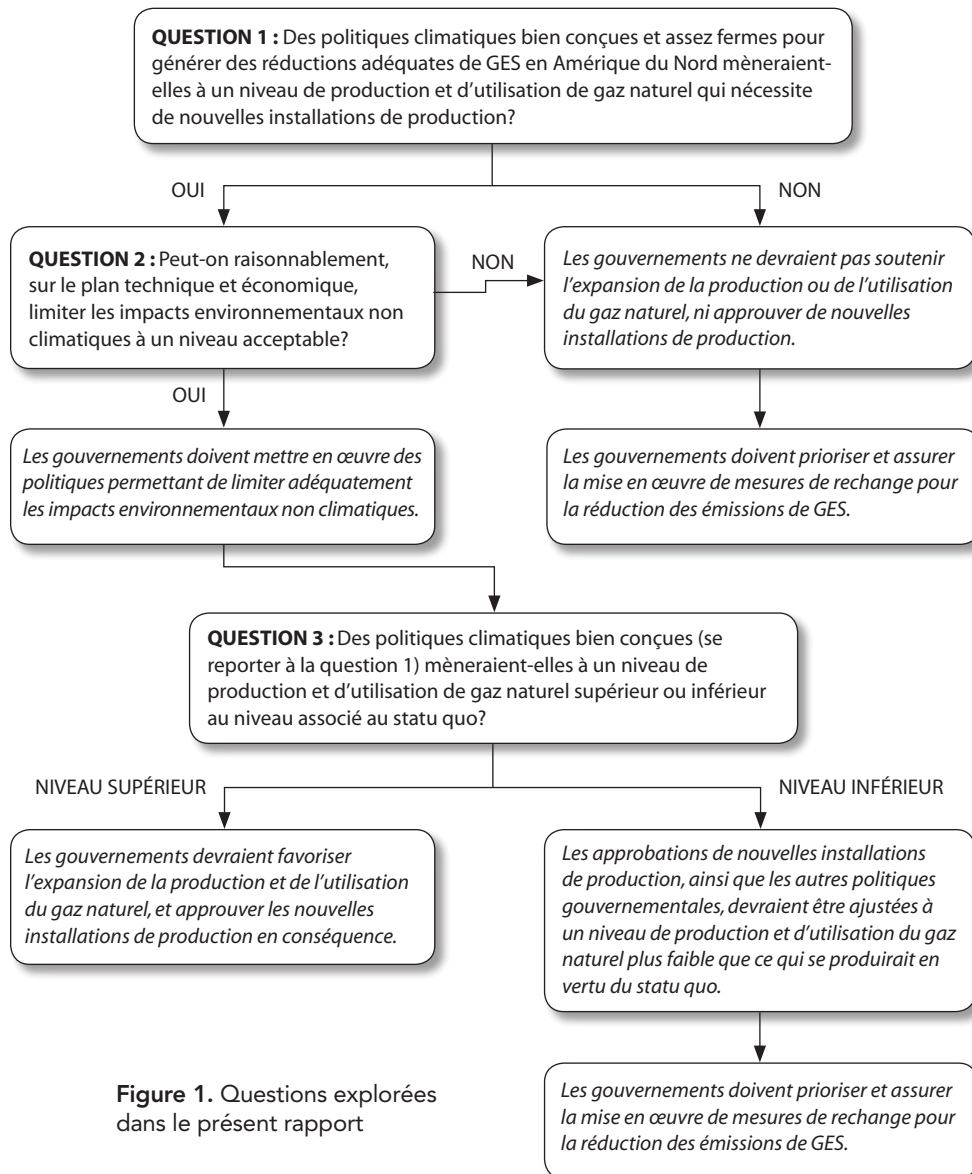 QUESTION 1 : Des politiques climatiques bien conçues et assez fermes pour
générer des réductions adéquates de GES en Amérique du Nord mèneraient-
elles à un niveau de production et d'utilisation de gaz naturel qui nécessite
de nouvelles installations de production?
OUI
NON
QUESTION 2 : Peut-on raisonnablement,
sur le plan technique et économique,
limiter les impacts environnementaux non
climatiques à un niveau acceptable?
NON
Les gouvernements ne devraient pas soutenir
l'expansion de la production ou de l'utilisation
du gaz naturel, ni approuver de nouvelles
installations de production.
OUI
Les gouvernements doivent mettre en œuvre des
politiques permettant de limiter adéquatement
les impacts environnementaux non climatiques.
Les gouvernements doivent prioriser et assurer
la mise en œuvre de mesures de rechange pour
la réduction des émissions de GES.
QUESTION 3 : Des politiques climatiques bien conçues (se
reporter à la question 1) mèneraient-elles à un niveau de
production et d'utilisation de gaz naturel supérieur ou inférieur
au niveau associé au statu quo?
NIVEAU SUPÉRIEUR
NIVEAU INFÉRIEUR
Les gouvernements devraient favoriser
l'expansion de la production et de l'utilisation
du gaz naturel, et approuver les nouvelles
installations de production en conséquence.
Les approbations de nouvelles installations
de production, ainsi que les autres politiques
gouvernementales, devraient être ajustées à
un niveau de production et d'utilisation du gaz
naturel plus faible que ce qui se produirait en
vertu du statu quo.
Les gouvernements doivent prioriser et assurer
la mise en œuvre de mesures de rechange pour
la réduction des émissions de GES.
Figure 1. Questions explorées
dans le présent rapport